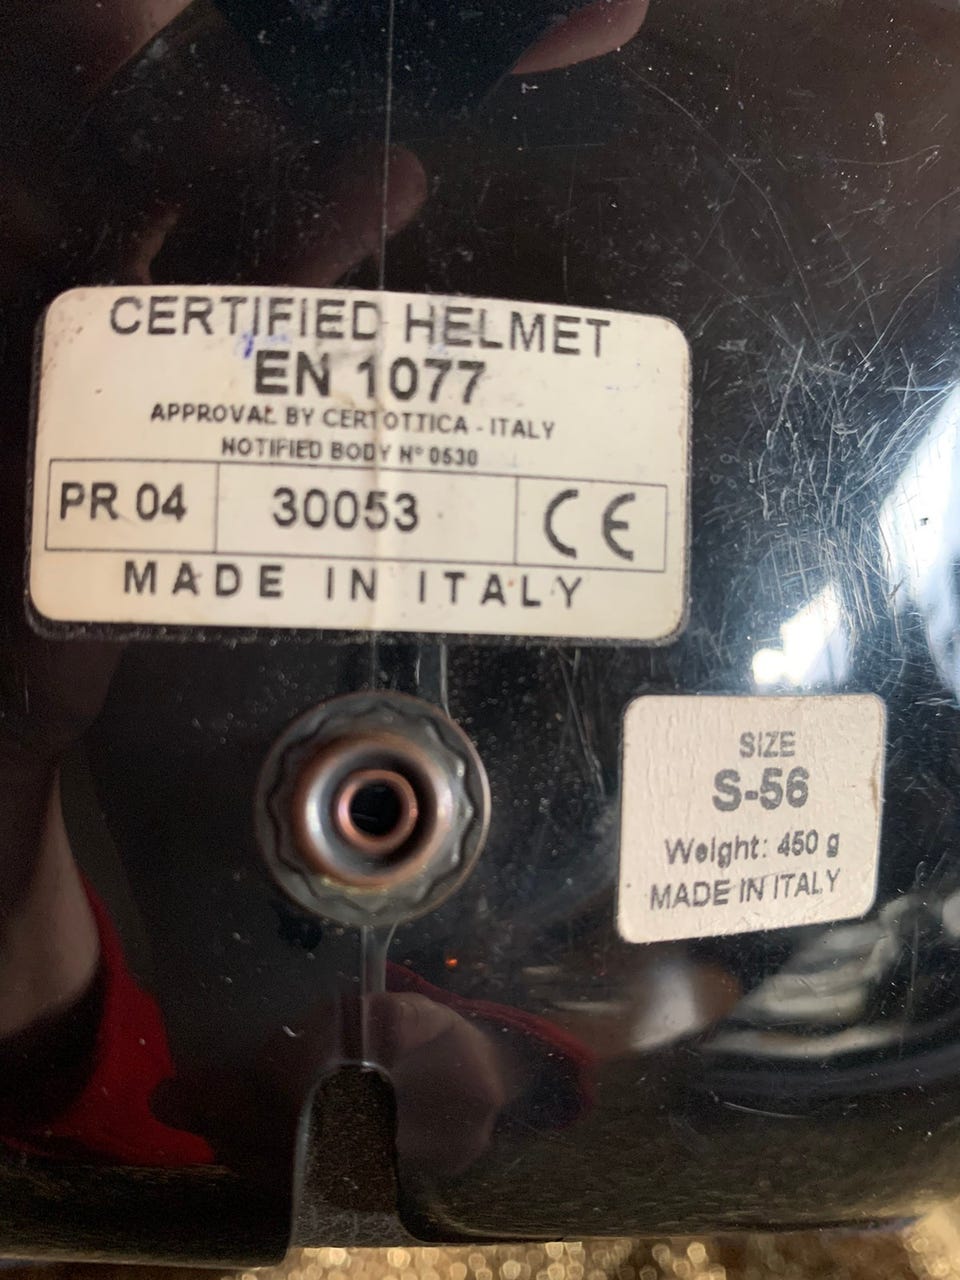 CERTIFIED HELMET
EN 1077
APPROVAL BY CERTOTTICA - ITALY
NOTIFIED BODY N° 0530
PR 04 30053 CE
MADE IN ITALY
SIZE
S-56
Weight: 450 g
MADE IN ITALY